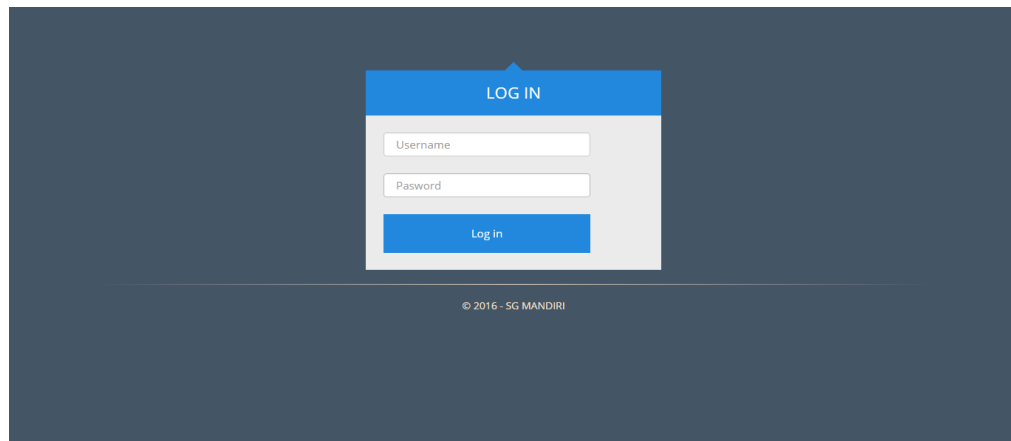 LOG IN
Username
Pasword
Log in
© 2016 - SG MANDIRI